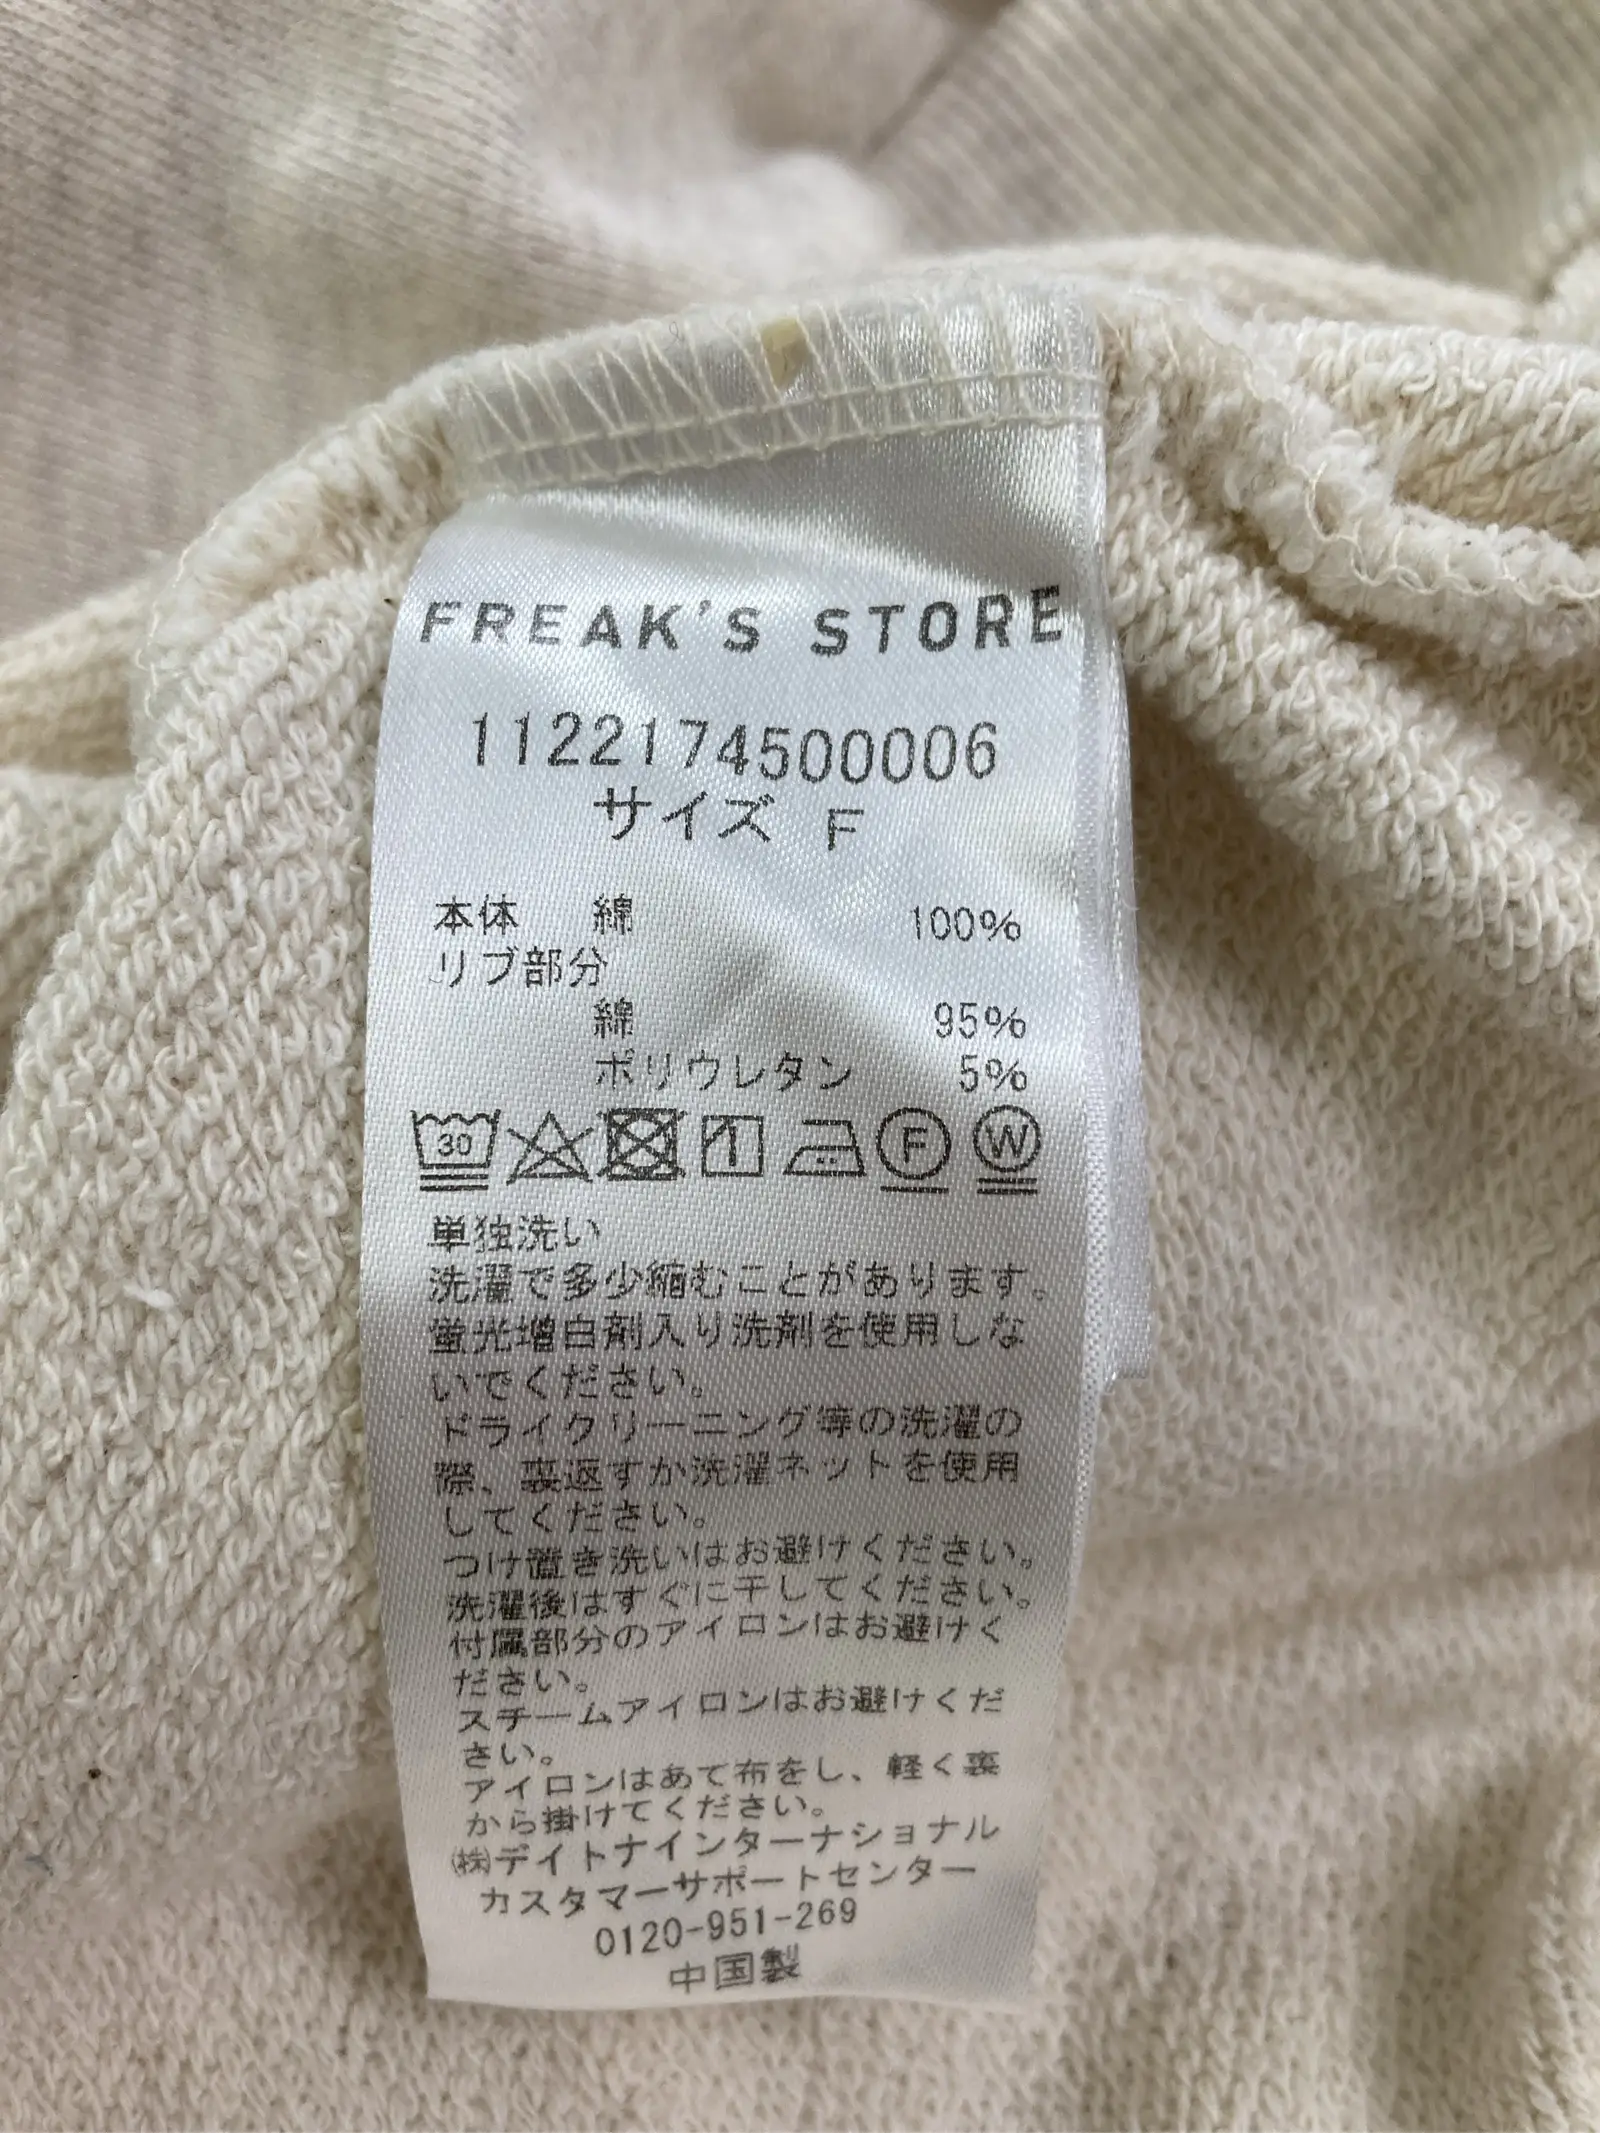 FREAK'S STORE
1122174500006
サイズ F
本体 綿 100%
リブ部分
綿 95%
ポリウレタン 5%
30 1 F W
単独洗い
洗濯で多少縮むことがあります。
蛍光増白剤入り洗剤を使用しな
いでください。
ドライクリーニング等の洗濯の
際、裏返すか洗濯ネットを使用
してください。
つけ置き洗いはお避けください。
洗濯後はすぐに干してください。
付属部分のアイロンはお避けく
ださい。
スチームアイロンはお避けくだ
さい。
アイロンはあて布をし、軽く裏
から掛けてください。
㈱デイトナインターナショナル
カスタマーサポートセンター
0120-951-269
中国製